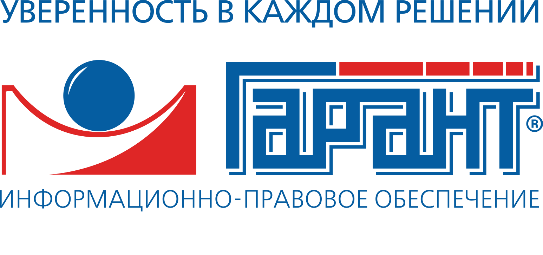 УВЕРЕННОСТЬ В КАЖДОМ РЕШЕНИИ
ГАРАНТ®
ИНФОРМАЦИОННО-ПРАВОВОЕ ОБЕСПЕЧЕНИЕ